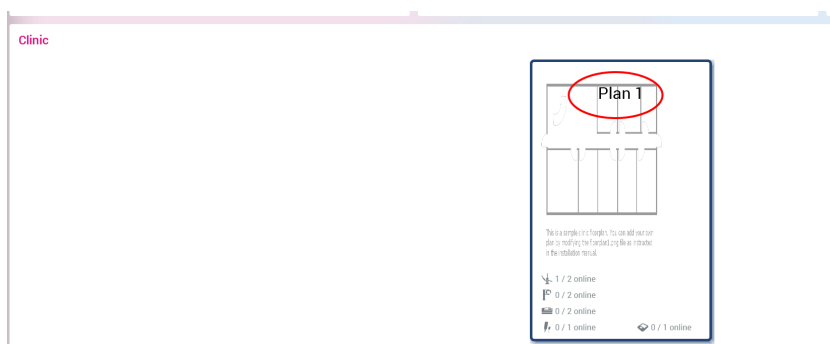 Clinic
Plan 1
This is a sample clinic floorplan. You can add your own
plan by modifying the floorplan1.png file as instructed
in the installation manual.
1 / 2 online
0 / 2 online
0 / 2 online
0 / 1 online
0 / 1 online